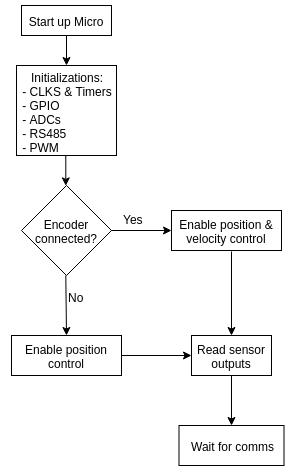 Start up Micro
Initializations:
- CLKS & Timers
- GPIO
- ADCs
- RS485
- PWM
Encoder
connected?
Yes
Enable position &
velocity control
No
Enable position
control
Read sensor
outputs
Wait for comms